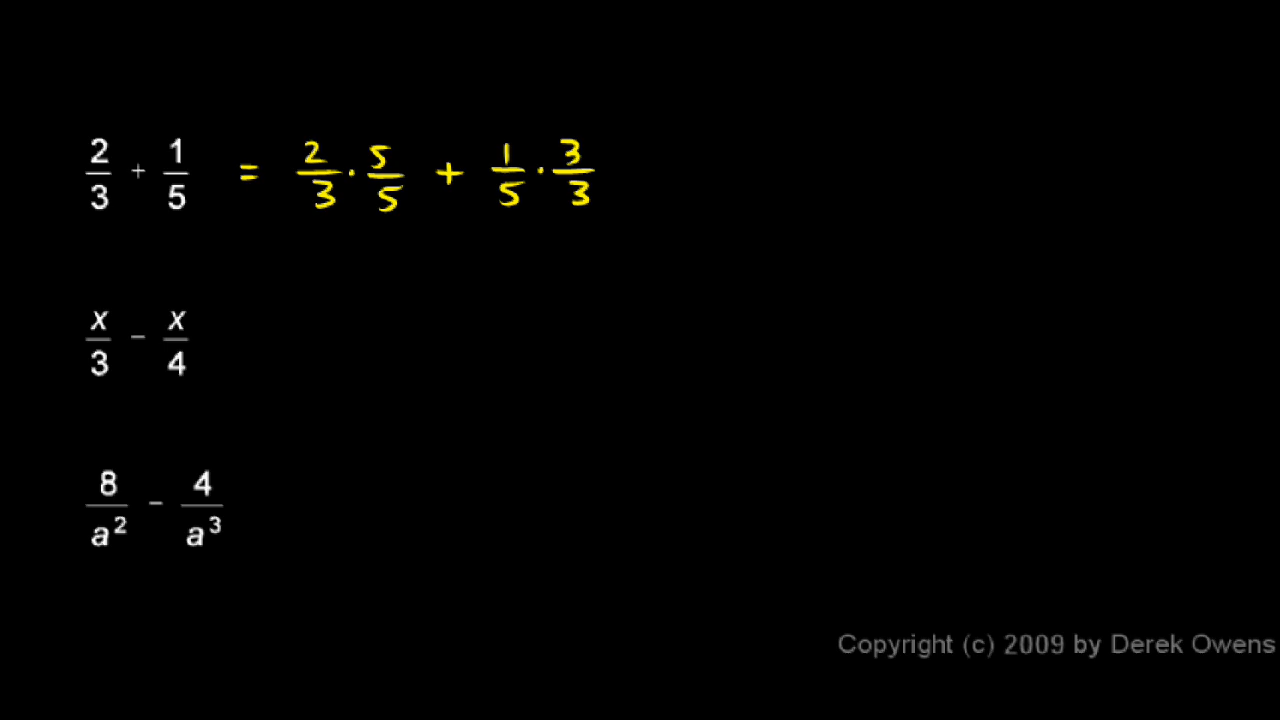 2/3 + 1/5 = 2/3 · 5/5 + 1/5 · 3/3
x/3 - x/4
8/a² - 4/a³
Copyright (c) 2009 by Derek Owens